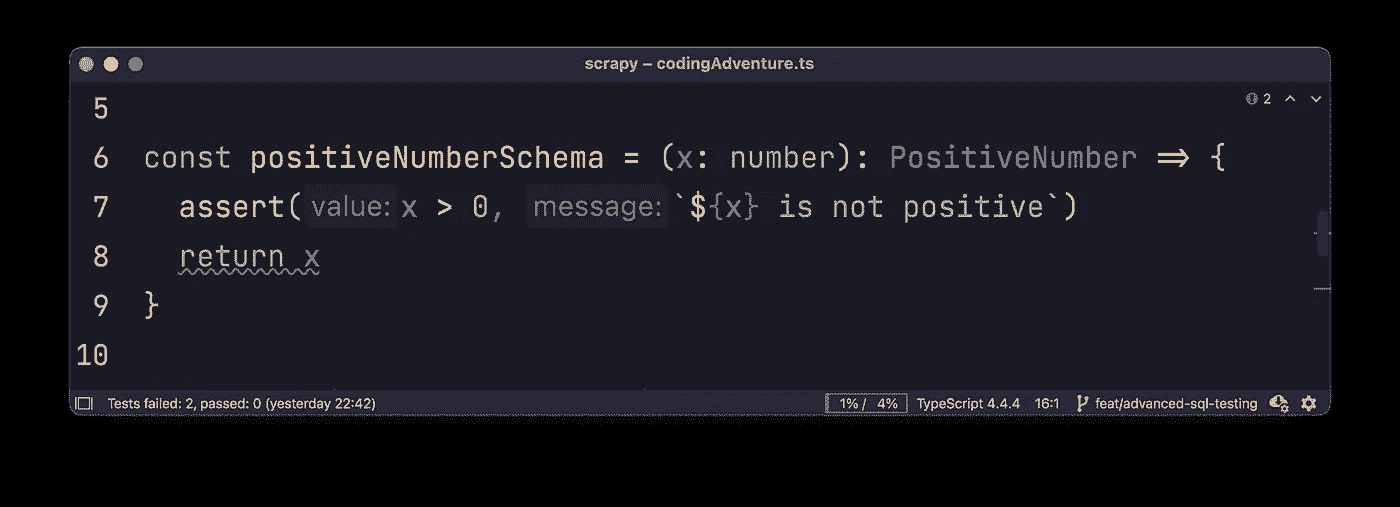 scrapy – codingAdventure.ts
2
5
6 const positiveNumberSchema = (x: number): PositiveNumber => {
7 assert( value: x > 0, message: `${x} is not positive`)
8 return x
9 }
10
Tests failed: 2, passed: 0 (yesterday 22:42) 1% / 4% TypeScript 4.4.4 16:1 feat/advanced-sql-testing